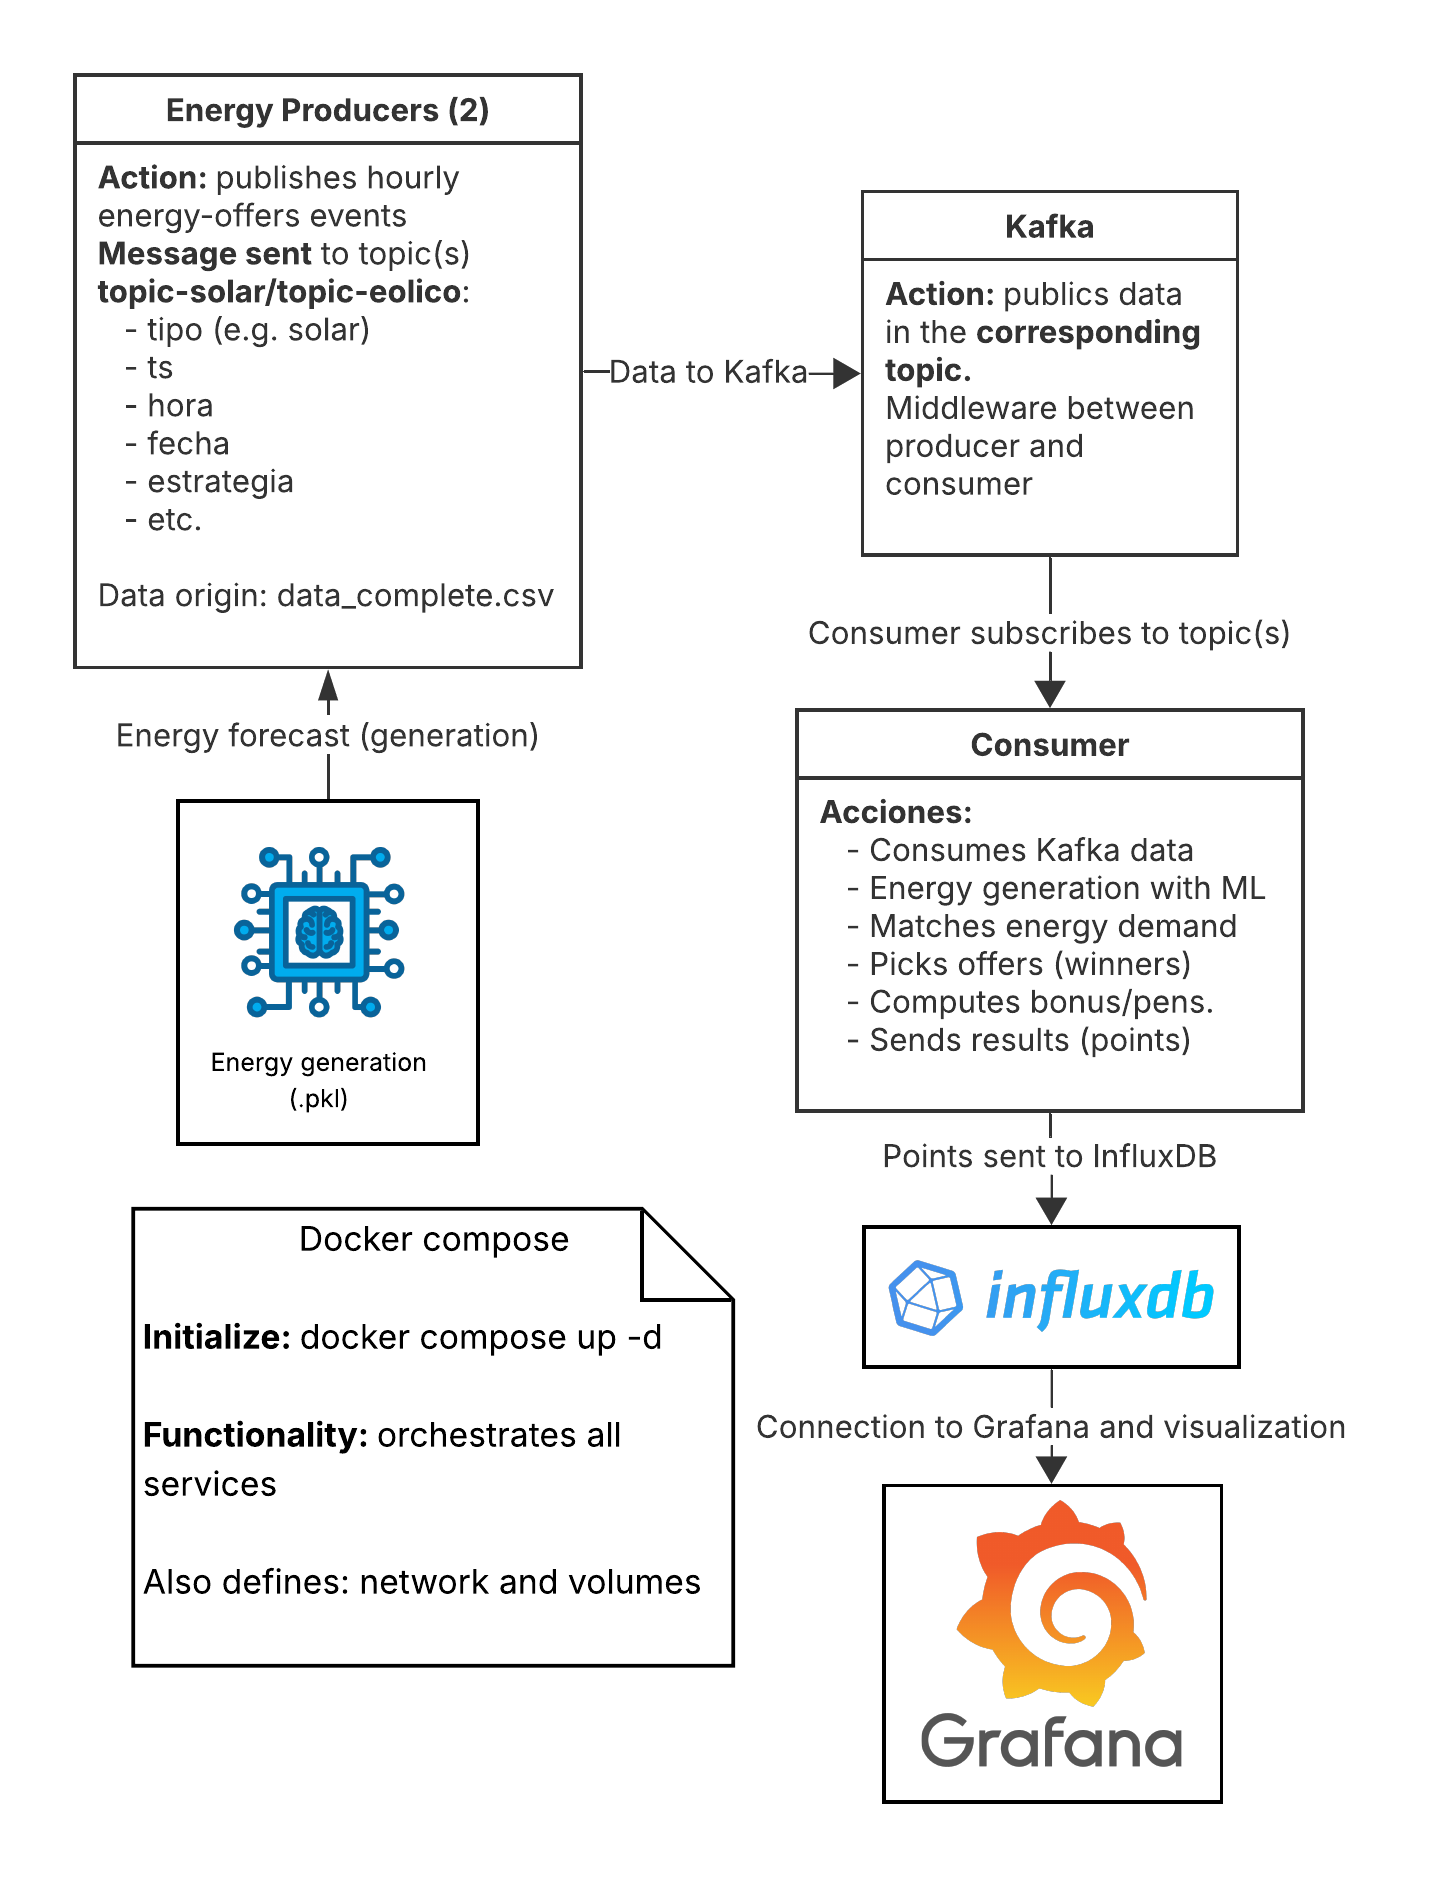 Energy Producers (2)
Action: publishes hourly
energy-offers events
Message sent to topic(s)
topic-solar/topic-eolico:
- tipo (e.g. solar)
- ts
- hora
- fecha
- estrategia
- etc.
Data origin: data_complete.csv
Data to Kafka
Kafka
Action: publics data
in the corresponding
topic.
Middleware between
producer and
consumer
Consumer subscribes to topic(s)
Energy forecast (generation)
Energy generation
(.pkl)
Consumer
Acciones:
- Consumes Kafka data
- Energy generation with ML
- Matches energy demand
- Picks offers (winners)
- Computes bonus/pens.
- Sends results (points)
Points sent to InfluxDB
influxdb
Connection to Grafana and visualization
Grafana
Docker compose
Initialize: docker compose up -d
Functionality: orchestrates all
services
Also defines: network and volumes